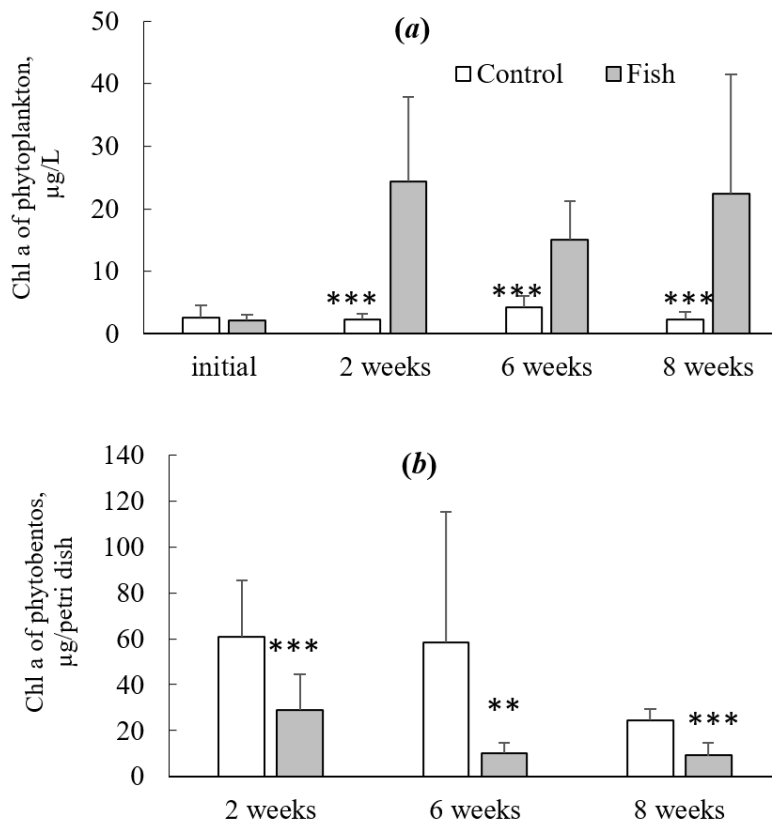 (a)
Control
Fish
Chl a of phytoplankton,
µg/L
50
40
30
20
10
0
***
***
***
initial
2 weeks
6 weeks
8 weeks
(b)
Chl a of phytobentos,
µg/petri dish
140
120
100
80
60
40
20
0
***
**
***
2 weeks
6 weeks
8 weeks